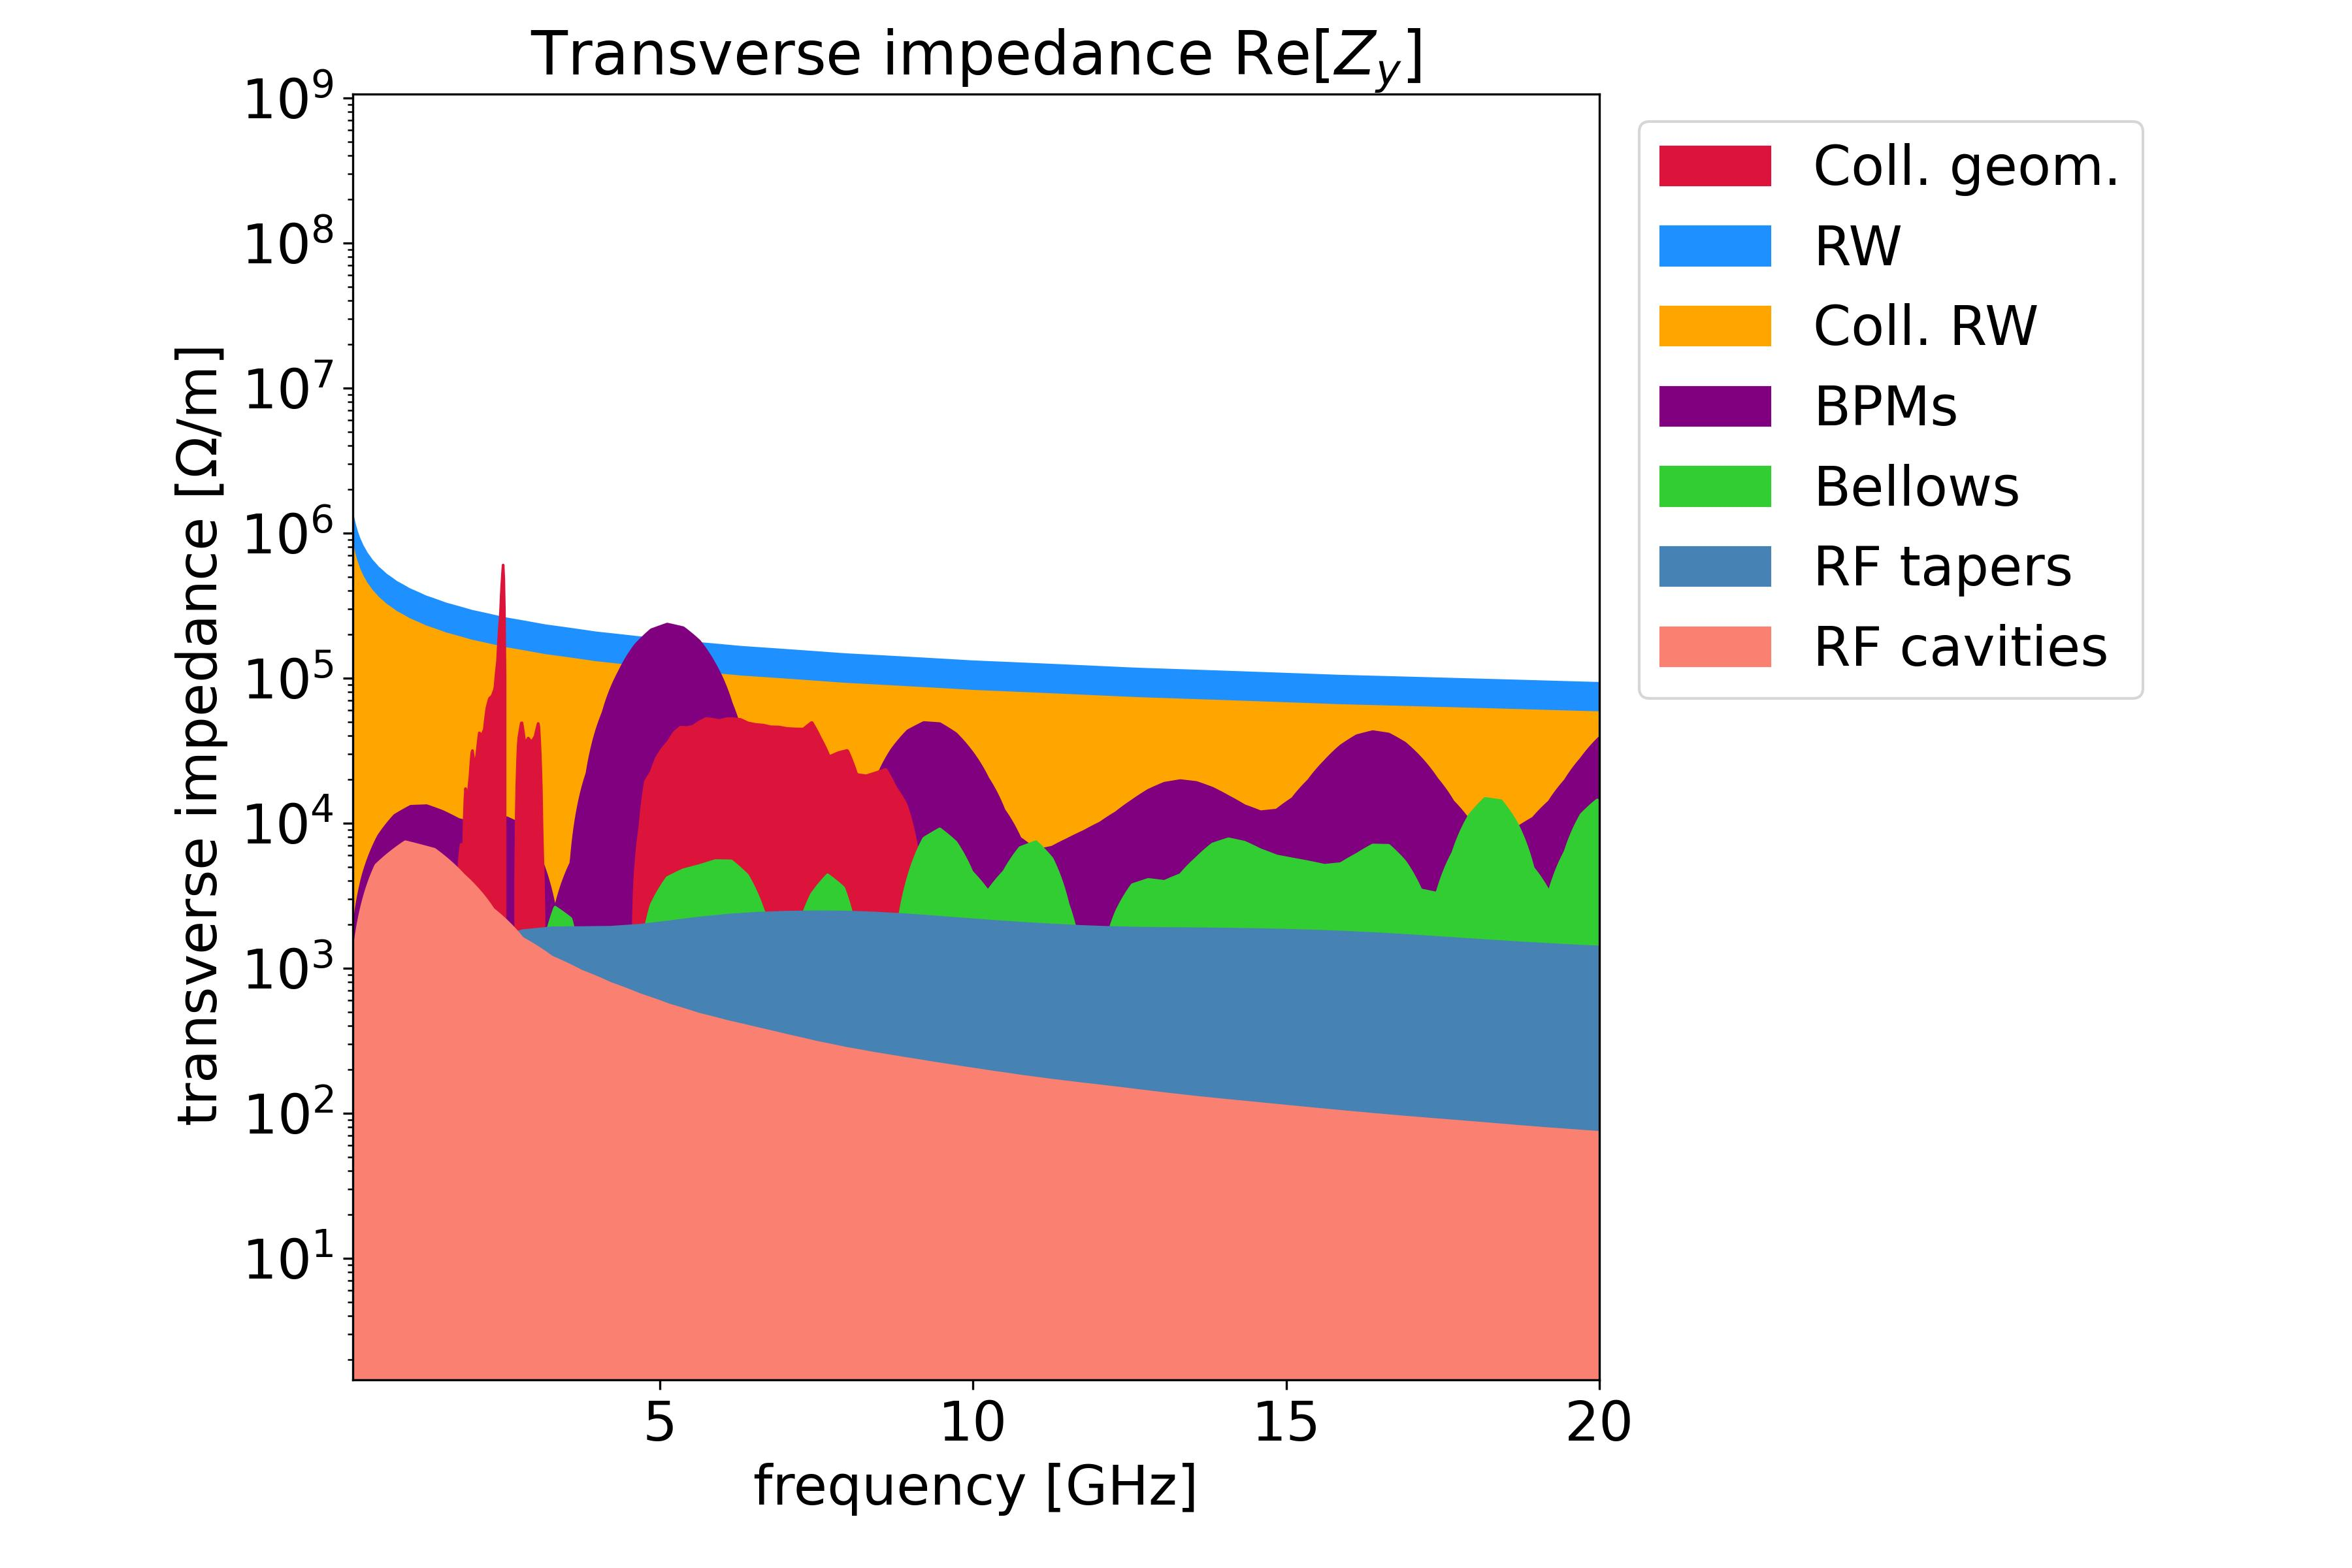 Transverse impedance Re[Z_y]
transverse impedance [Ω/m]
10^9
10^8
10^7
10^6
10^5
10^4
10^3
10^2
10^1
5 10 15 20
frequency [GHz]
Coll. geom.
RW
Coll. RW
BPMs
Bellows
RF tapers
RF cavities